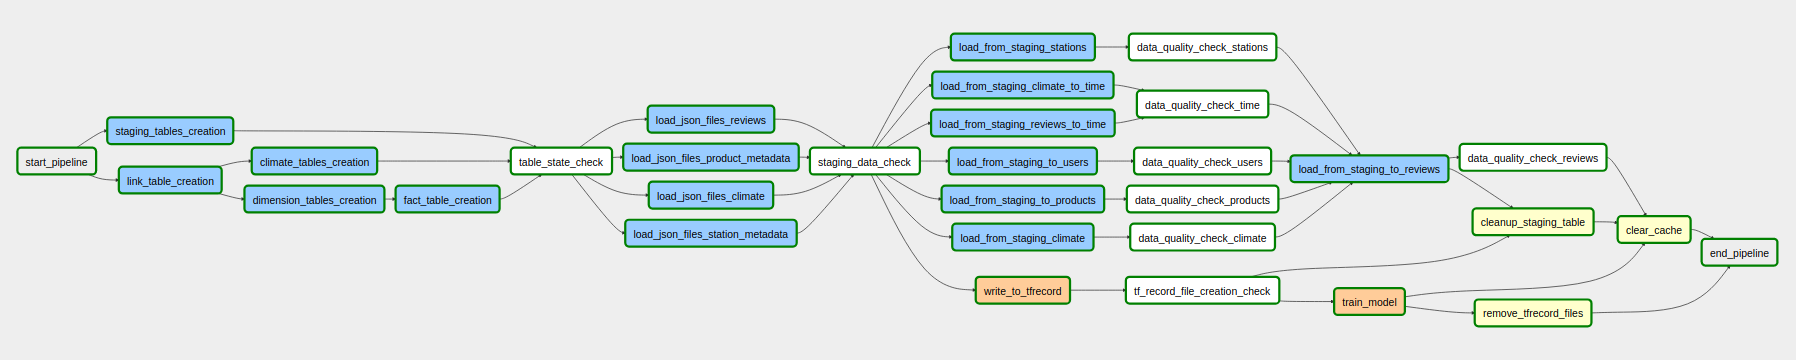 start_pipeline
staging_tables_creation
link_table_creation
climate_tables_creation
dimension_tables_creation
fact_table_creation
table_state_check
load_json_files_reviews
load_json_files_product_metadata
load_json_files_climate
load_json_files_station_metadata
staging_data_check
load_from_staging_stations
load_from_staging_climate_to_time
load_from_staging_reviews_to_time
load_from_staging_to_users
load_from_staging_to_products
load_from_staging_climate
write_to_tfrecord
data_quality_check_stations
data_quality_check_time
data_quality_check_users
data_quality_check_products
data_quality_check_climate
tf_record_file_creation_check
load_from_staging_to_reviews
train_model
data_quality_check_reviews
cleanup_staging_table
remove_tfrecord_files
clear_cache
end_pipeline